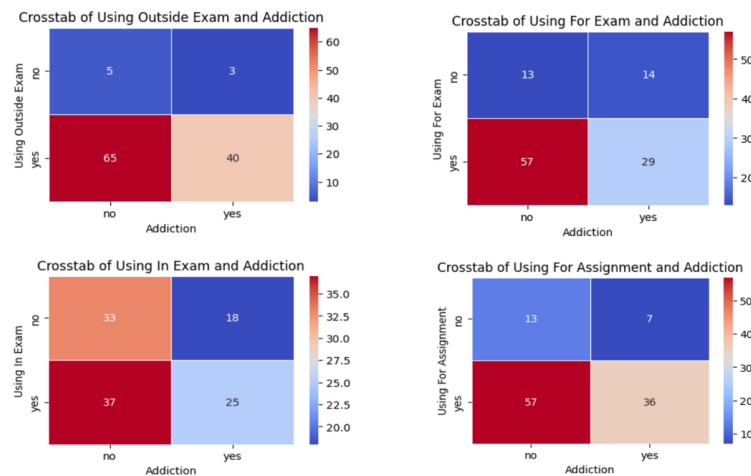 Crosstab of Using Outside Exam and Addiction
Using Outside Exam
no
yes
5
3
65
40
no
yes
Addiction
60
50
40
30
20
10
Crosstab of Using For Exam and Addiction
Using For Exam
no
yes
13
14
57
29
no
yes
Addiction
50
40
30
20
Crosstab of Using In Exam and Addiction
Using In Exam
no
yes
33
18
37
25
no
yes
Addiction
35.0
32.5
30.0
27.5
25.0
22.5
20.0
Crosstab of Using For Assignment and Addiction
Using For Assignment
no
yes
13
7
57
36
no
yes
Addiction
50
40
30
20
10